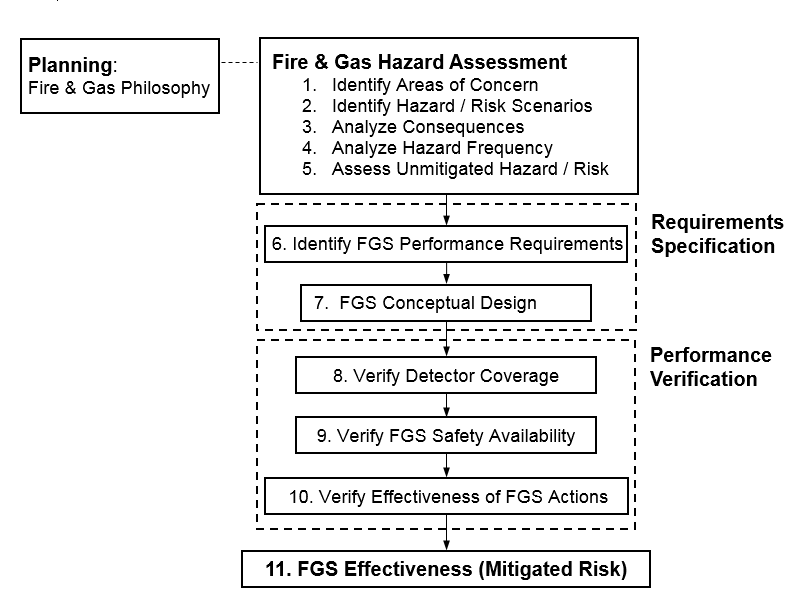 Planning:
Fire & Gas Philosophy
Fire & Gas Hazard Assessment
1. Identify Areas of Concern
2. Identify Hazard / Risk Scenarios
3. Analyze Consequences
4. Analyze Hazard Frequency
5. Assess Unmitigated Hazard / Risk
Requirements
Specification
6. Identify FGS Performance Requirements
7. FGS Conceptual Design
Performance
Verification
8. Verify Detector Coverage
9. Verify FGS Safety Availability
10. Verify Effectiveness of FGS Actions
11. FGS Effectiveness (Mitigated Risk)